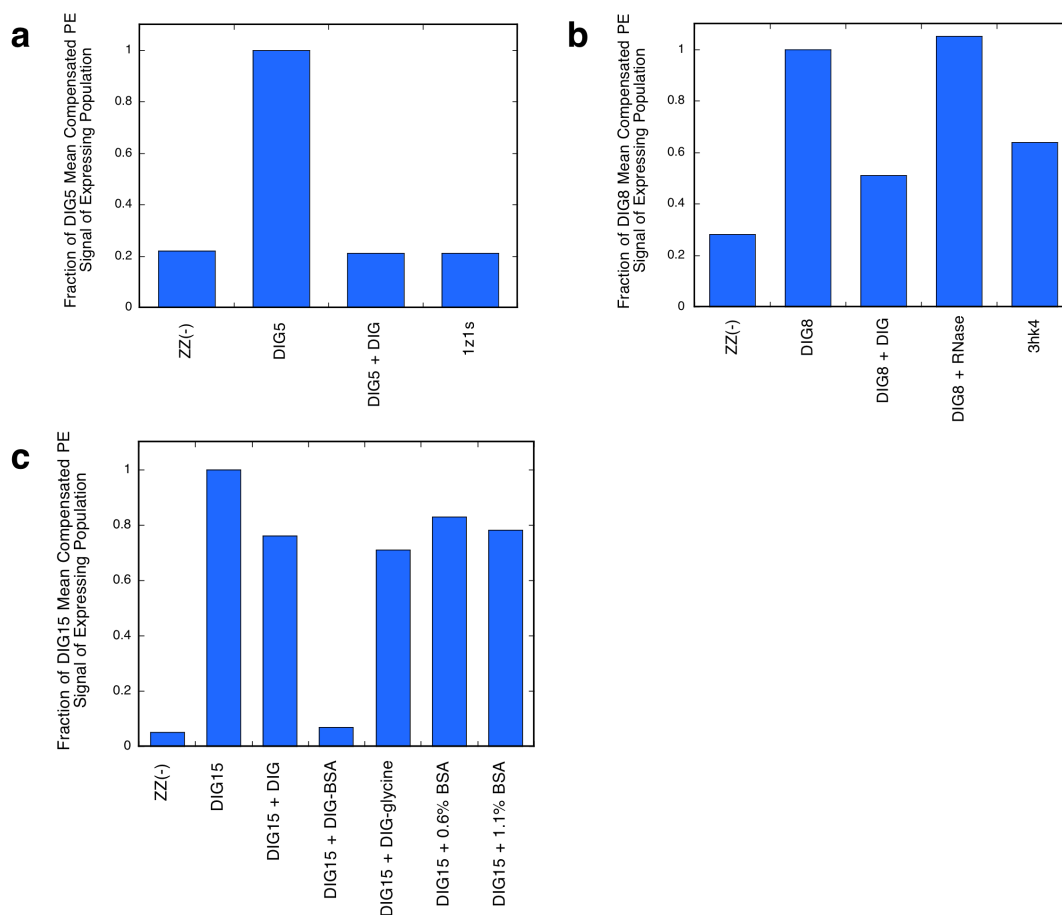 a
Fraction of DIG5 Mean Compensated PE
Signal of Expressing Population
1
0.8
0.6
0.4
0.2
0
ZZ(-)
DIG5
DIG5 + DIG
1z1s
b
Fraction of DIG8 Mean Compensated PE
Signal of Expressing Population
1
0.8
0.6
0.4
0.2
0
ZZ(-)
DIG8
DIG8 + DIG
DIG8 + RNase
3hk4
c
Fraction of DIG15 Mean Compensated PE
Signal of Expressing Population
1
0.8
0.6
0.4
0.2
0
ZZ(-)
DIG15
DIG15 + DIG
DIG15 + DIG-BSA
DIG15 + DIG-glycine
DIG15 + 0.6% BSA
DIG15 + 1.1% BSA